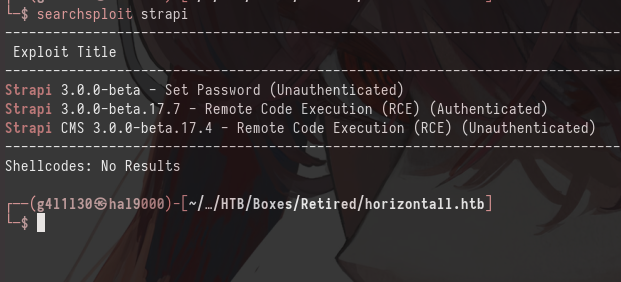 └─$ searchsploit strapi
---------------------------------------------------------------------------------------
Exploit Title
---------------------------------------------------------------------------------------
Strapi 3.0.0-beta - Set Password (Unauthenticated)
Strapi 3.0.0-beta.17.7 - Remote Code Execution (RCE) (Authenticated)
Strapi CMS 3.0.0-beta.17.4 - Remote Code Execution (RCE) (Unauthenticated)
---------------------------------------------------------------------------------------
Shellcodes: No Results
┌──(g4l1l30㉿hal9000)-[~/…/HTB/Boxes/Retired/horizontall.htb]
└─$